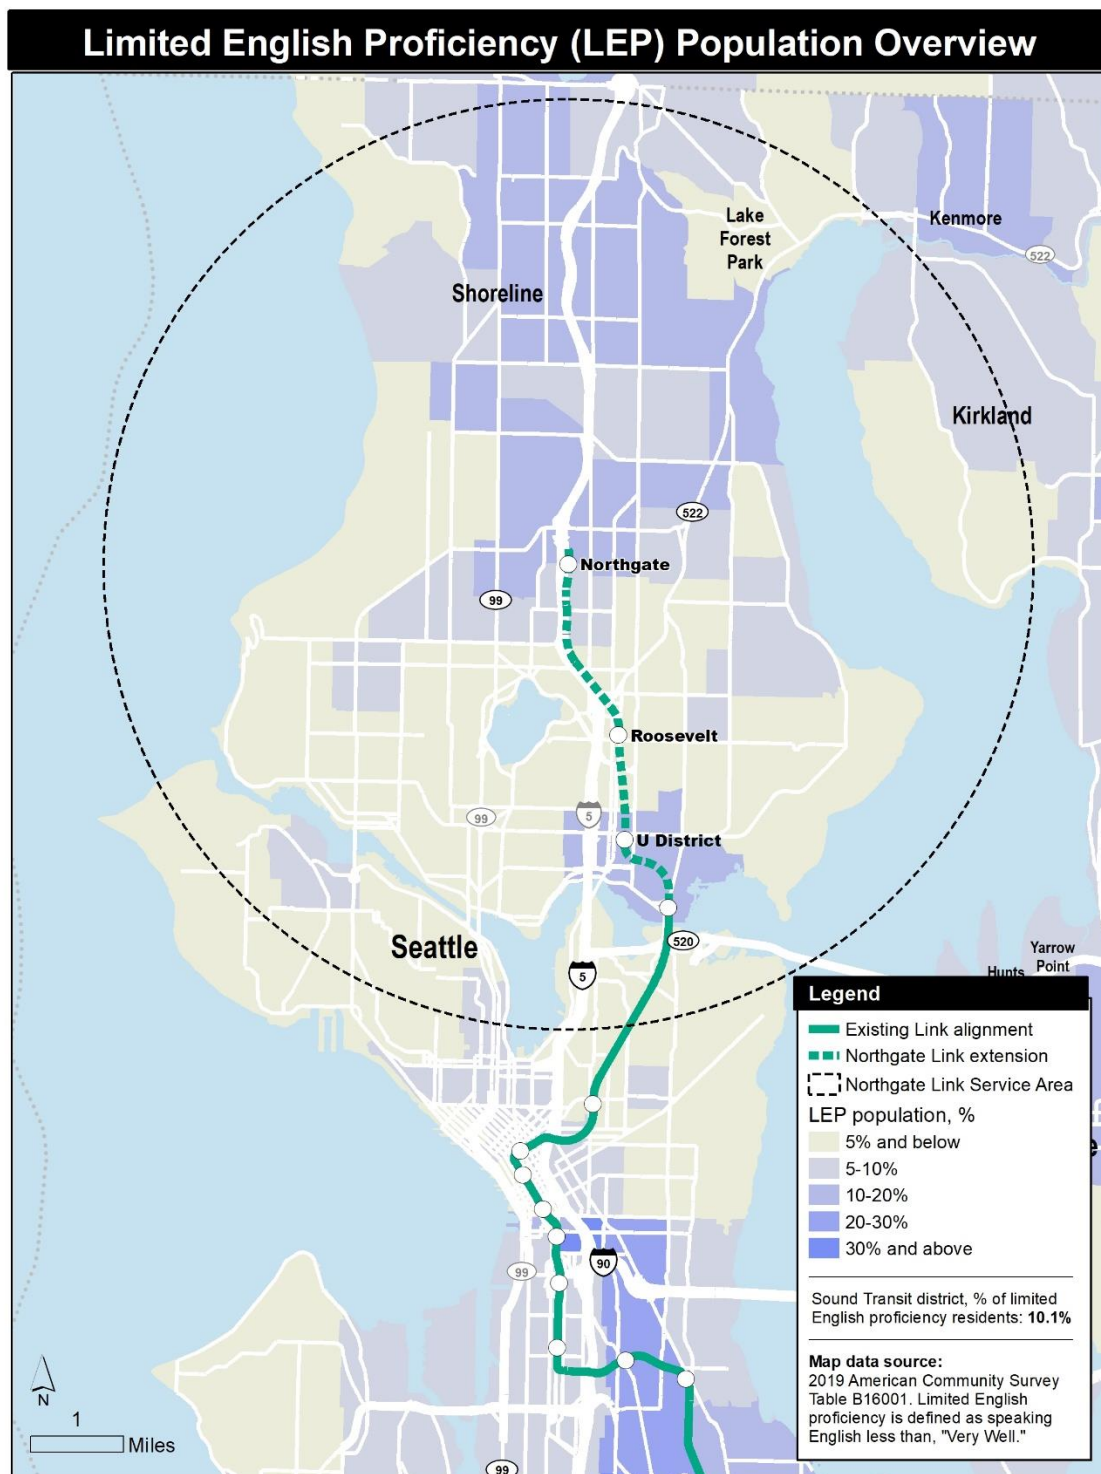 Limited English Proficiency (LEP) Population Overview
Lake
Forest
Park
Kenmore
522
Shoreline
Kirkland
522
Northgate
99
Roosevelt
5
99
U District
Seattle
520
5
Yarrow
Point
Hunts
Legend
Existing Link alignment
Northgate Link extension
Northgate Link Service Area
LEP population, %
5% and below
5-10%
10-20%
20-30%
30% and above
e
90
99
Sound Transit district, % of limited
English proficiency residents: 10.1%
Map data source:
2019 American Community Survey
Table B16001. Limited English
proficiency is defined as speaking
English less than, "Very Well."
N
1
Miles
99